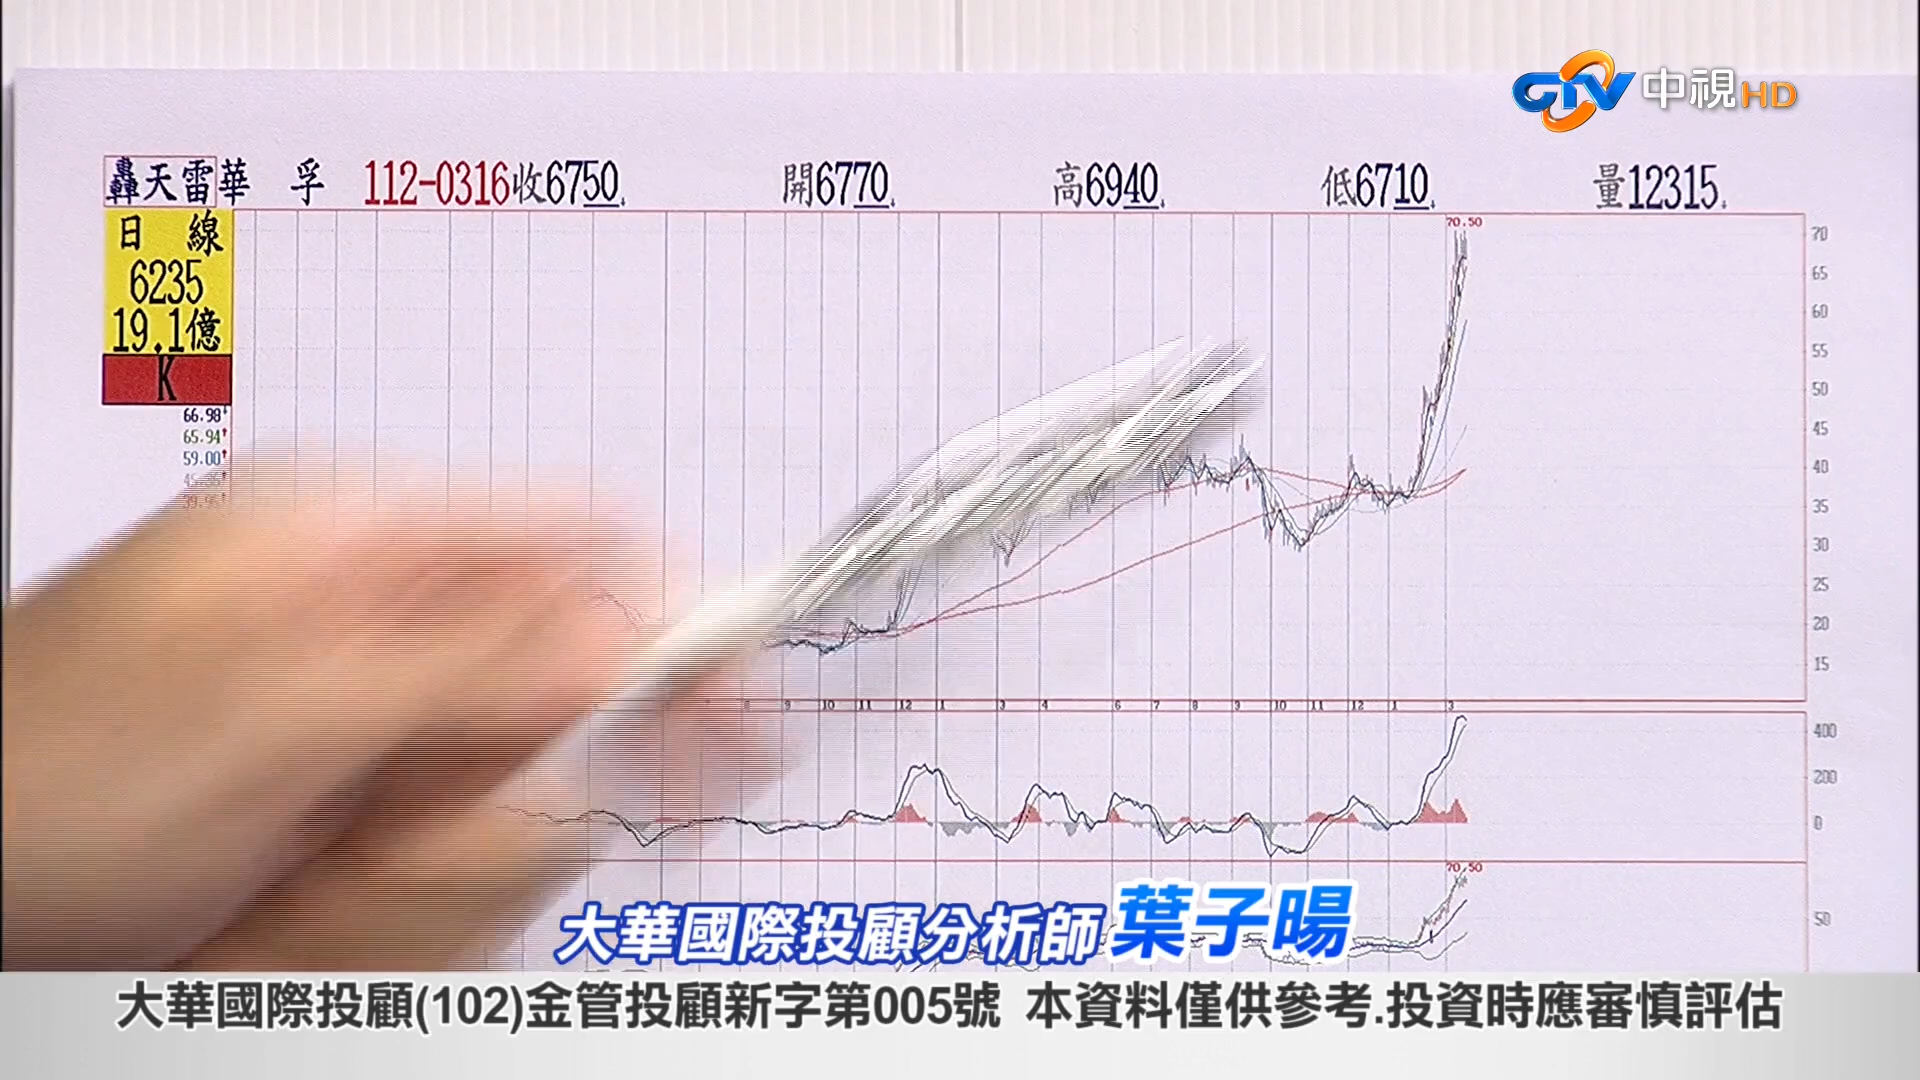 CTV 中視HD
轟天雷華 孚 112-0316收6750 開6770 高6940 低6710 量12315
日 線
6235
19.1億
K
66.98
65.94
59.00
70.50
70
65
60
55
50
45
40
35
30
25
20
15
9 10 11 12 1 3 4 6 7 8 9 10 11 12 1 3
400
200
0
70.50
50
大華國際投顧分析師 葉子暘
大華國際投顧(102)金管投顧新字第005號 本資料僅供參考.投資時應審慎評估